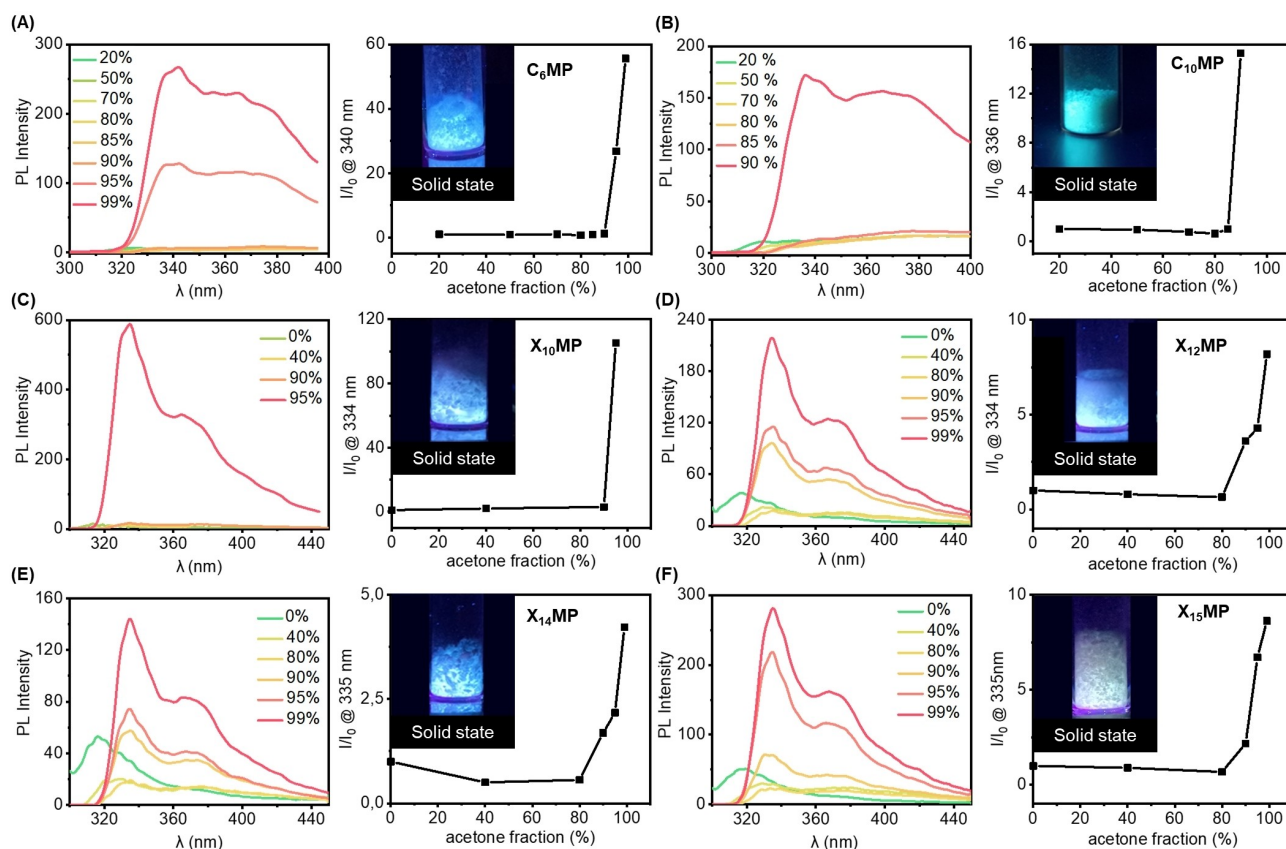 (A)
300
200
100
0
PL Intensity
300 320 340 360 380 400
λ (nm)
20%
50%
70%
80%
85%
90%
95%
99%
60
40
20
0
I/I₀ @ 340 nm
0 20 40 60 80 100
acetone fraction (%)
Solid state
C₆MP
(B)
200
150
100
50
0
PL Intensity
300 320 340 360 380 400
λ (nm)
20 %
50 %
70 %
80 %
85 %
90 %
16
12
8
4
0
I/I₀ @ 336 nm
20 40 60 80 100
acetone fraction (%)
Solid state
C₁₀MP
(C)
600
400
200
0
PL Intensity
320 360 400 440
λ (nm)
0%
40%
90%
95%
120
80
40
0
I/I₀ @ 334 nm
0 20 40 60 80 100
acetone fraction (%)
Solid state
X₁₀MP
(D)
240
180
120
60
0
PL Intensity
320 360 400 440
λ (nm)
0%
40%
80%
90%
95%
99%
10
5
0
I/I₀ @ 334 nm
0 20 40 60 80 100
acetone fraction (%)
Solid state
X₁₂MP
(E)
160
120
80
40
0
PL Intensity
320 360 400 440
λ (nm)
0%
40%
80%
90%
95%
99%
5,0
2,5
0,0
I/I₀ @ 335 nm
0 20 40 60 80 100
acetone fraction (%)
Solid state
X₁₄MP
(F)
300
200
100
0
PL Intensity
320 360 400 440
λ (nm)
0%
40%
80%
90%
95%
99%
10
5
0
I/I₀ @ 335nm
0 20 40 60 80 100
acetone fraction (%)
Solid state
X₁₅MP